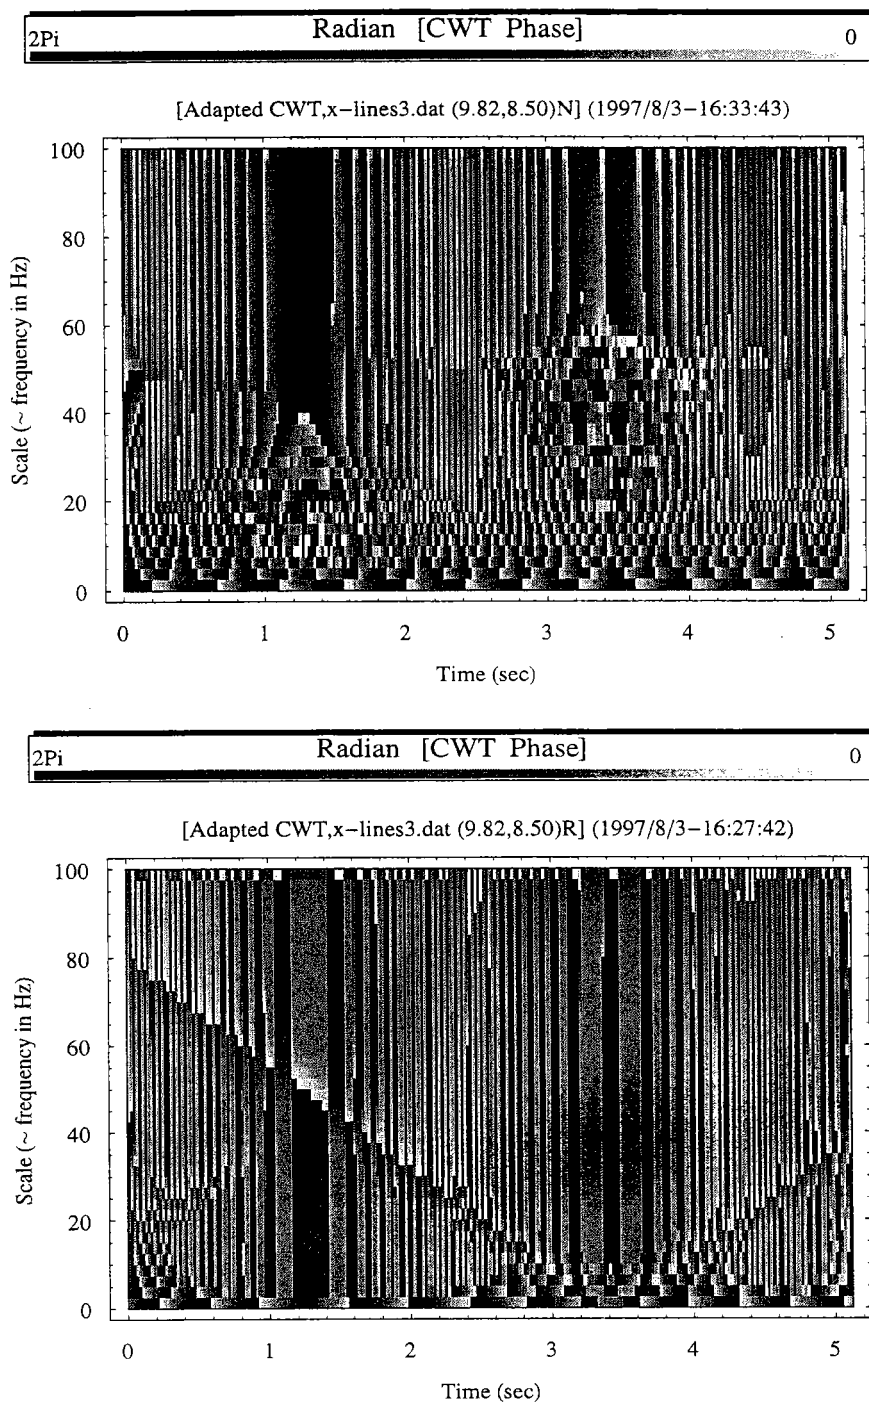 Radian [CWT Phase]
2Pi 0
[Adapted CWT,x-lines3.dat (9.82,8.50)N] (1997/8/3-16:33:43)
100
80
60
40
20
0
Scale (~ frequency in Hz)
0 1 2 3 4 5
Time (sec)
Radian [CWT Phase]
2Pi 0
[Adapted CWT,x-lines3.dat (9.82,8.50)R] (1997/8/3-16:27:42)
100
80
60
40
20
0
Scale (~ frequency in Hz)
0 1 2 3 4 5
Time (sec)